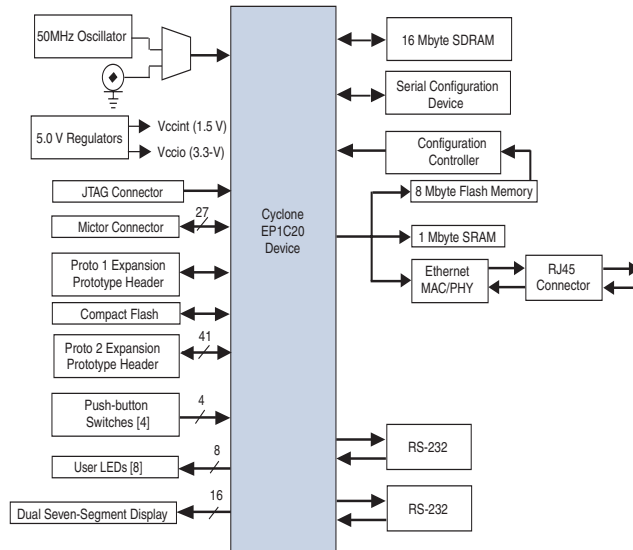 50MHz Oscillator
5.0 V Regulators
Vccint (1.5 V)
Vccio (3.3-V)
JTAG Connector
Mictor Connector
27
Proto 1 Expansion
Prototype Header
Compact Flash
Proto 2 Expansion
Prototype Header
41
Push-button
Switches [4]
4
User LEDs [8]
8
Dual Seven-Segment Display
16
Cyclone
EP1C20
Device
16 Mbyte SDRAM
Serial Configuration
Device
Configuration
Controller
8 Mbyte Flash Memory
1 Mbyte SRAM
Ethernet
MAC/PHY
RJ45
Connector
RS-232
RS-232